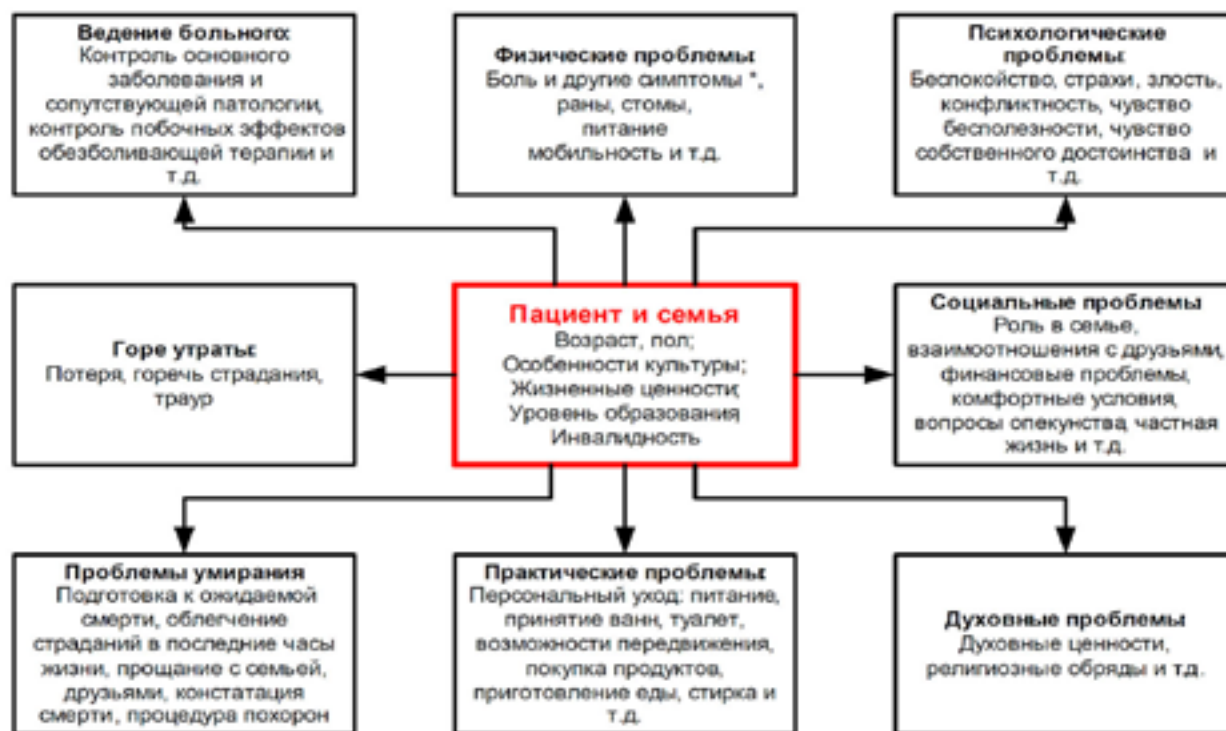 Ведение больного:
Контроль основного
заболевания и
сопутствующей патологии,
контроль побочных эффектов
обезболивающей терапии и
т.д.
Физические проблемы:
Боль и другие симптомы *,
раны, стомы,
питание
мобильность и т.д.
Психологические
проблемы:
Беспокойство, страхи, злость,
конфликтность, чувство
бесполезности, чувство
собственного достоинства и
т.д.
Горе утраты:
Потеря, горечь страдания,
траур
Пациент и семья
Возраст, пол;
Особенности культуры;
Жизненные ценности;
Уровень образования
Инвалидность
Социальные проблемы
Роль в семье,
взаимоотношения с друзьями,
финансовые проблемы,
комфортные условия,
вопросы опекунства, частная
жизнь и т.д.
Проблемы умирания
Подготовка к ожидаемой
смерти, облегчение
страданий в последние часы
жизни, прощание с семьей,
друзьями, констатация
смерти, процедура похорон
Практические проблемы:
Персональный уход: питание,
принятие ванн, туалет,
возможности передвижения,
покупка продуктов,
приготовление еды, стирка и
т.д.
Духовные проблемы
Духовные ценности,
религиозные обряды и т.д.